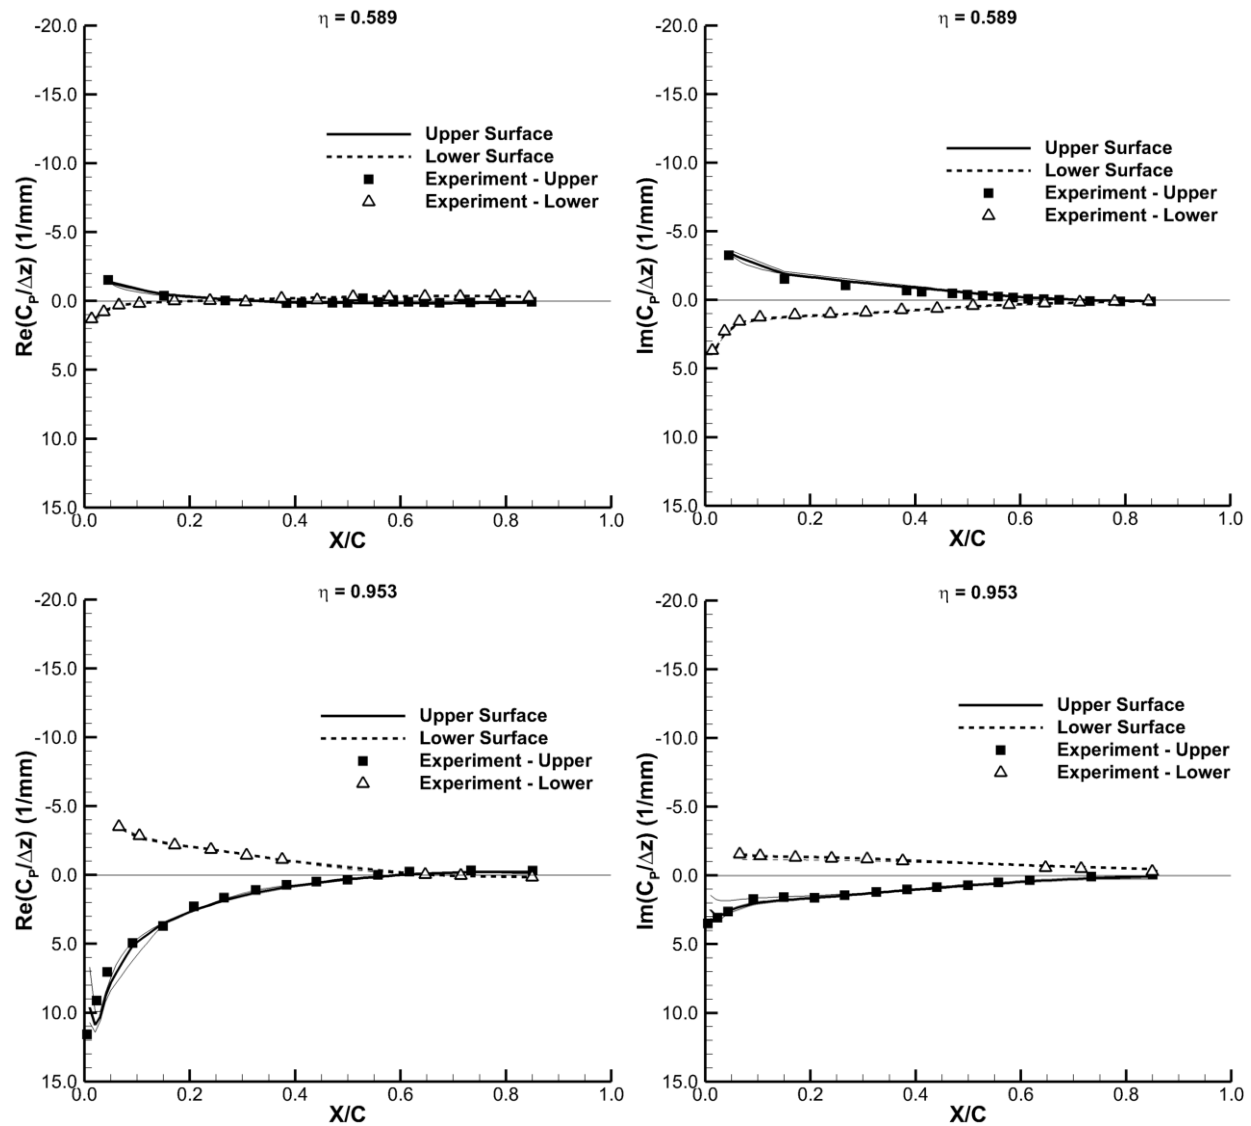 η = 0.589
-20.0
-15.0
-10.0
-5.0
0.0
5.0
10.0
15.0
Re(C_P/Δz) (1/mm)
Upper Surface
Lower Surface
Experiment - Upper
Experiment - Lower
0.0 0.2 0.4 0.6 0.8 1.0
X/C
η = 0.589
-20.0
-15.0
-10.0
-5.0
0.0
5.0
10.0
15.0
Im(C_P/Δz) (1/mm)
Upper Surface
Lower Surface
Experiment - Upper
Experiment - Lower
0.0 0.2 0.4 0.6 0.8 1.0
X/C
η = 0.953
-20.0
-15.0
-10.0
-5.0
0.0
5.0
10.0
15.0
Re(C_P/Δz) (1/mm)
Upper Surface
Lower Surface
Experiment - Upper
Experiment - Lower
0.0 0.2 0.4 0.6 0.8 1.0
X/C
η = 0.953
-20.0
-15.0
-10.0
-5.0
0.0
5.0
10.0
15.0
Im(C_P/Δz) (1/mm)
Upper Surface
Lower Surface
Experiment - Upper
Experiment - Lower
0.0 0.2 0.4 0.6 0.8 1.0
X/C